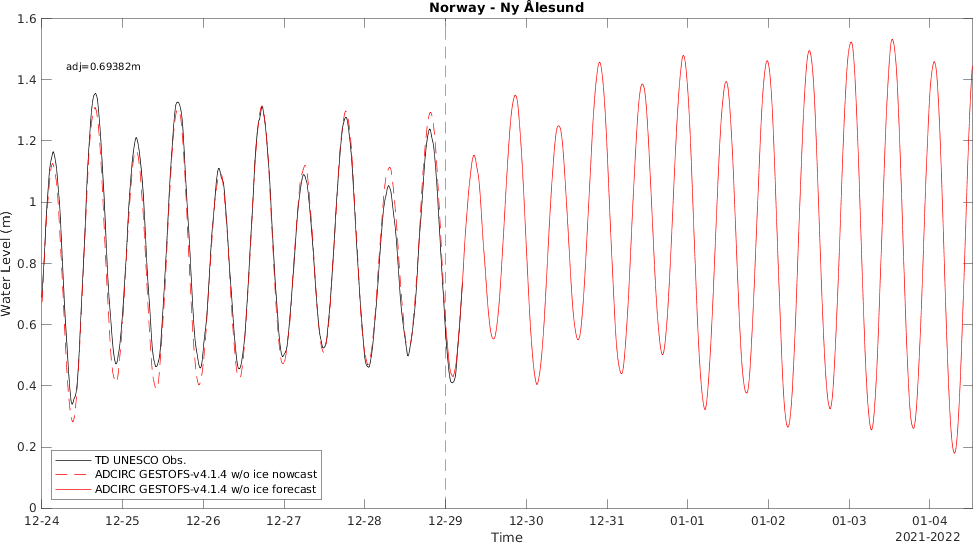 Norway - Ny Ålesund
adj=0.69382m
1.6
1.4
1.2
1
0.8
0.6
0.4
0.2
0
Water Level (m)
TD UNESCO Obs.
ADCIRC GESTOFS-v4.1.4 w/o ice nowcast
ADCIRC GESTOFS-v4.1.4 w/o ice forecast
12-24 12-25 12-26 12-27 12-28 12-29 12-30 12-31 01-01 01-02 01-03 01-04
Time
2021-2022